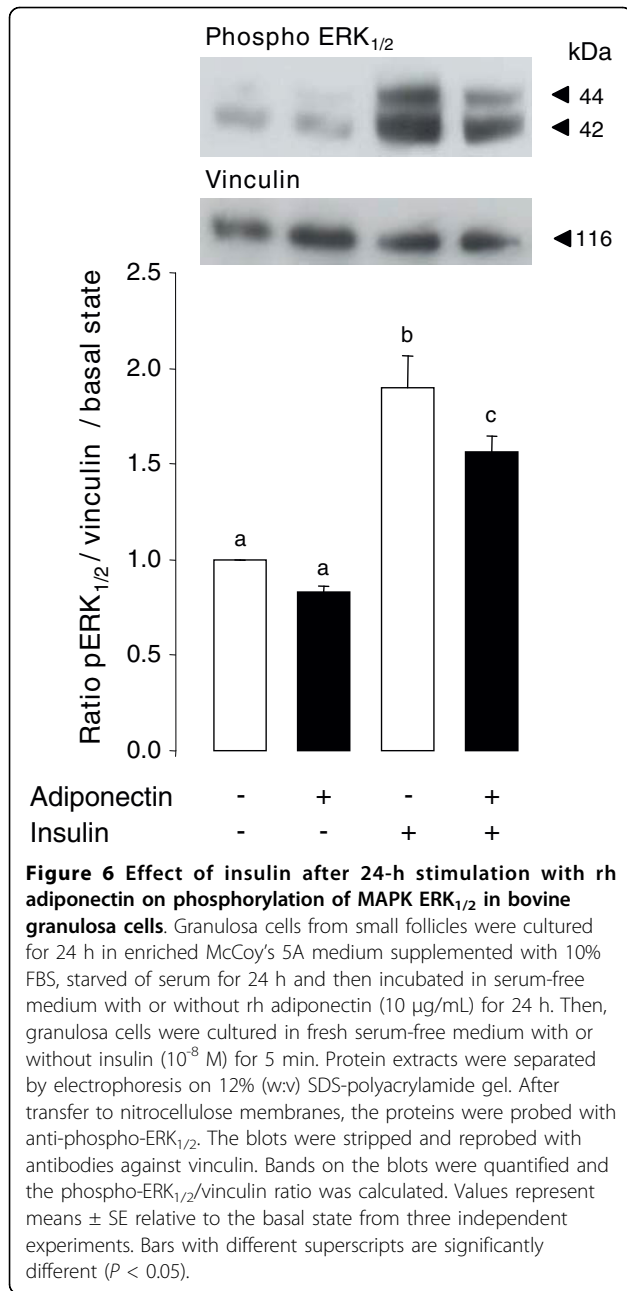 Phospho ERK1/2 kDa
◄ 44
◄ 42
Vinculin
◄116
2.5
2.0
1.5
1.0
0.5
0.0
Ratio pERK1/2 / vinculin / basal state
a
a
b
c
Adiponectin - + - +
Insulin - - + +
Figure 6 Effect of insulin after 24-h stimulation with rh
adiponectin on phosphorylation of MAPK ERK1/2 in bovine
granulosa cells. Granulosa cells from small follicles were cultured
for 24 h in enriched McCoy's 5A medium supplemented with 10%
FBS, starved of serum for 24 h and then incubated in serum-free
medium with or without rh adiponectin (10 μg/mL) for 24 h. Then,
granulosa cells were cultured in fresh serum-free medium with or
without insulin (10-8 M) for 5 min. Protein extracts were separated
by electrophoresis on 12% (w:v) SDS-polyacrylamide gel. After
transfer to nitrocellulose membranes, the proteins were probed with
anti-phospho-ERK1/2. The blots were stripped and reprobed with
antibodies against vinculin. Bands on the blots were quantified and
the phospho-ERK1/2/vinculin ratio was calculated. Values represent
means ± SE relative to the basal state from three independent
experiments. Bars with different superscripts are significantly
different (P < 0.05).